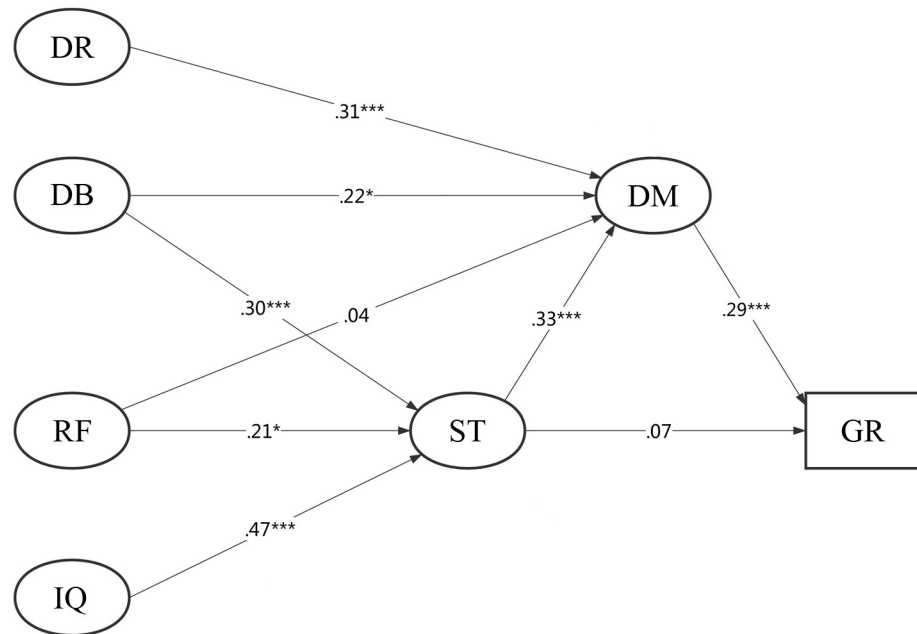 DR
.31***
DB
.22*
DM
.30***
.04
.33***
.29***
RF
.21*
ST
.07
GR
.47***
IQ